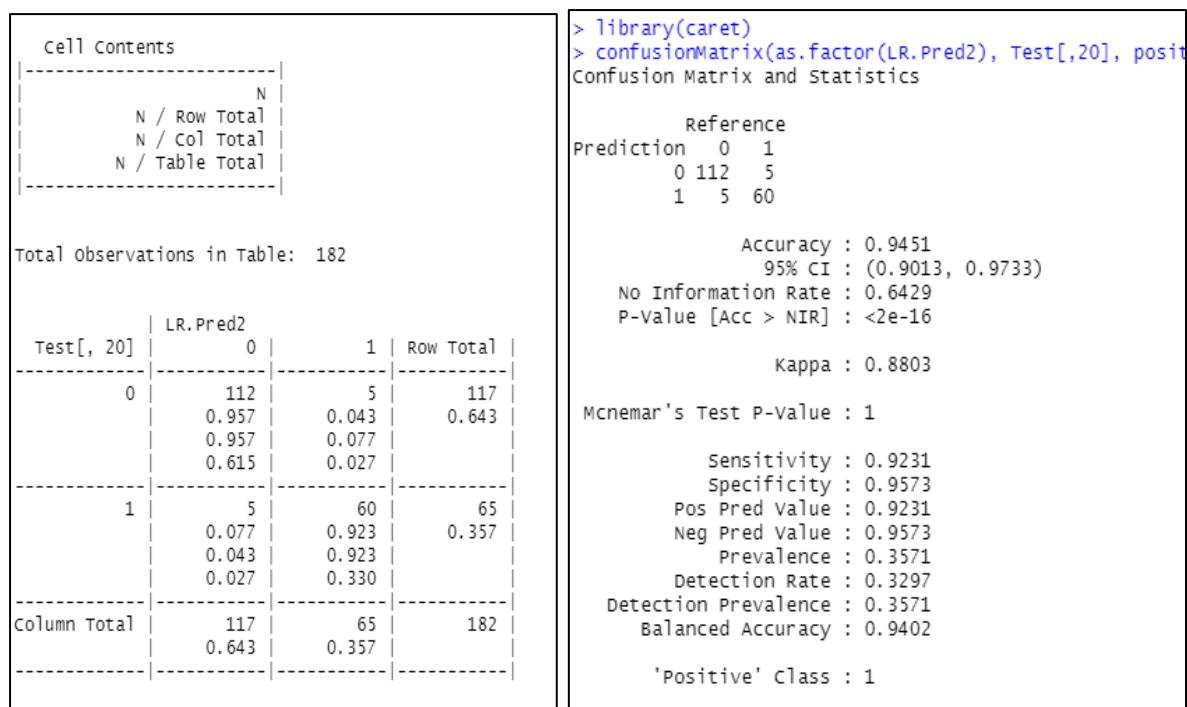 Cell Contents
|-------------------------|
|                       N |
|           N / Row Total |
|           N / Col Total |
|         N / Table Total |
|-------------------------|
Total Observations in Table:  182
             | LR.Pred2
 Test[, 20] |         0 |         1 | Row Total |
-------------|-----------|-----------|-----------|
           0 |       112 |         5 |       117 |
             |     0.957 |     0.043 |     0.643 |
             |     0.957 |     0.077 |           |
             |     0.615 |     0.027 |           |
-------------|-----------|-----------|-----------|
           1 |         5 |        60 |        65 |
             |     0.077 |     0.923 |     0.357 |
             |     0.043 |     0.923 |           |
             |     0.027 |     0.330 |           |
-------------|-----------|-----------|-----------|
Column Total |       117 |        65 |       182 |
             |     0.643 |     0.357 |           |
-------------|-----------|-----------|-----------|
> library(caret)
> confusionMatrix(as.factor(LR.Pred2), Test[,20], posit
Confusion Matrix and Statistics
          Reference
Prediction   0   1
         0 112   5
         1   5  60
               Accuracy : 0.9451
                 95% CI : (0.9013, 0.9733)
    No Information Rate : 0.6429
    P-Value [Acc > NIR] : <2e-16
                  Kappa : 0.8803
 Mcnemar's Test P-Value : 1
            Sensitivity : 0.9231
            Specificity : 0.9573
         Pos Pred Value : 0.9231
         Neg Pred Value : 0.9573
             Prevalence : 0.3571
         Detection Rate : 0.3297
   Detection Prevalence : 0.3571
      Balanced Accuracy : 0.9402
       'Positive' Class : 1